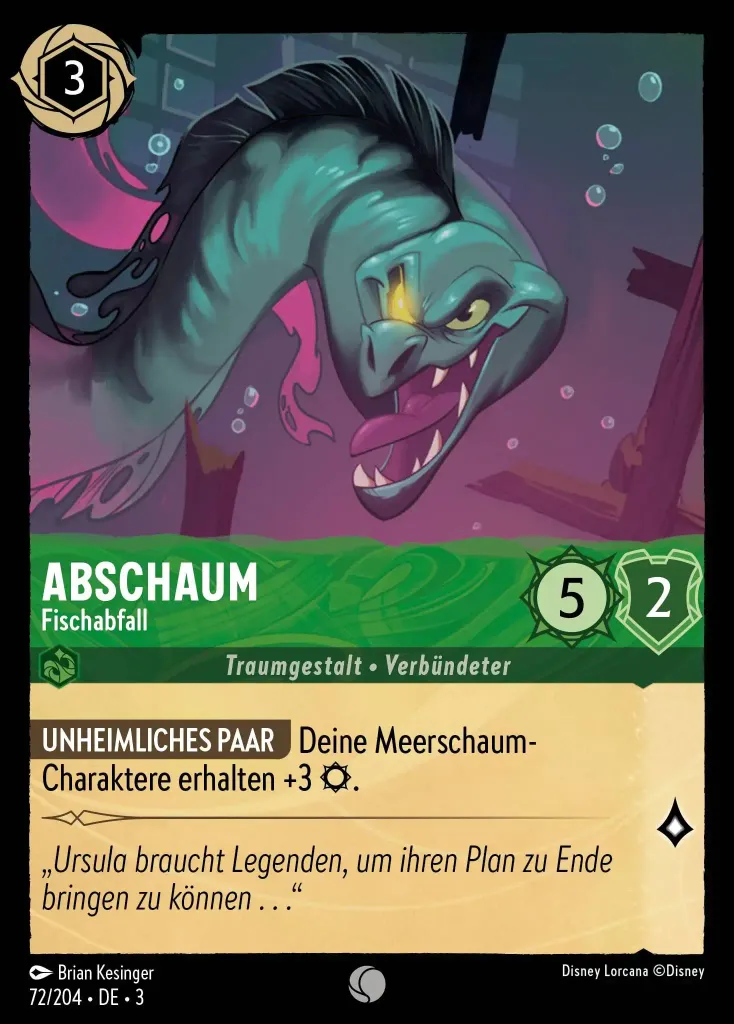 3
ABSCHAUM
Fischabfall
5
2
Traumgestalt • Verbündeter
UNHEIMLICHES PAAR Deine Meerschaum-
Charaktere erhalten +3 .
„Ursula braucht Legenden, um ihren Plan zu Ende
bringen zu können . . .“
Brian Kesinger
Disney Lorcana ©Disney
72/204 • DE • 3